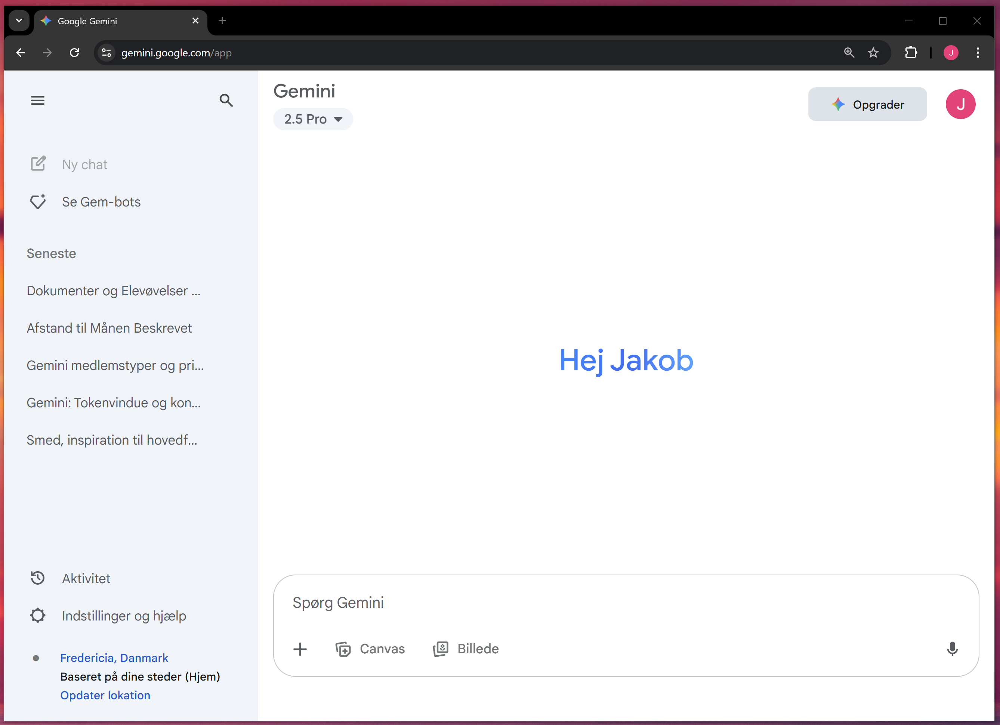 Google Gemini
gemini.google.com/app
J
Gemini
2.5 Pro
Opgrader
J
Ny chat
Se Gem-bots
Seneste
Dokumenter og Elevøvelser ...
Afstand til Månen Beskrevet
Gemini medlemstyper og pri...
Gemini: Tokenvindue og kon...
Smed, inspiration til hovedf...
Hej Jakob
Aktivitet
Indstillinger og hjælp
Fredericia, Danmark
Baseret på dine steder (Hjem)
Opdater lokation
Spørg Gemini
Canvas
Billede